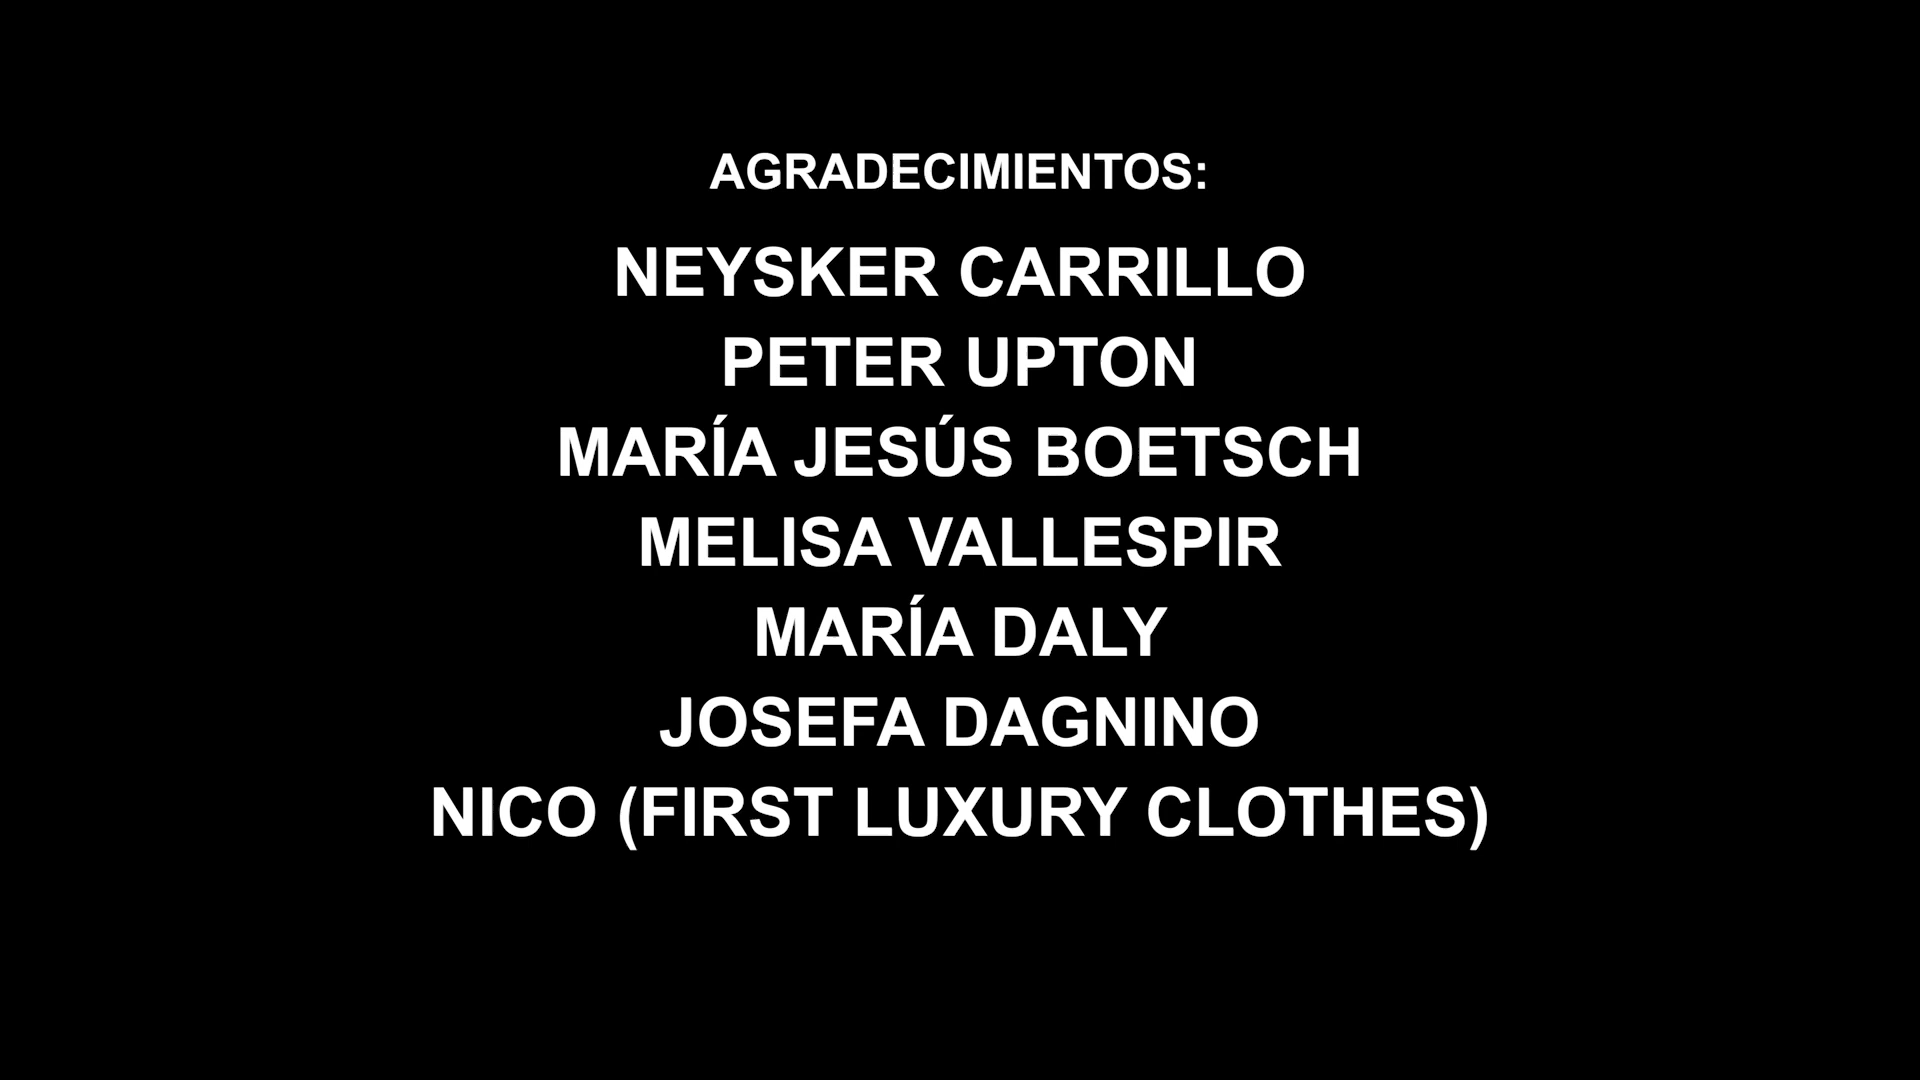 AGRADECIMIENTOS:
NEYSKER CARRILLO
PETER UPTON
MARÍA JESÚS BOETSCH
MELISA VALLESPIR
MARÍA DALY
JOSEFA DAGNINO
NICO (FIRST LUXURY CLOTHES)